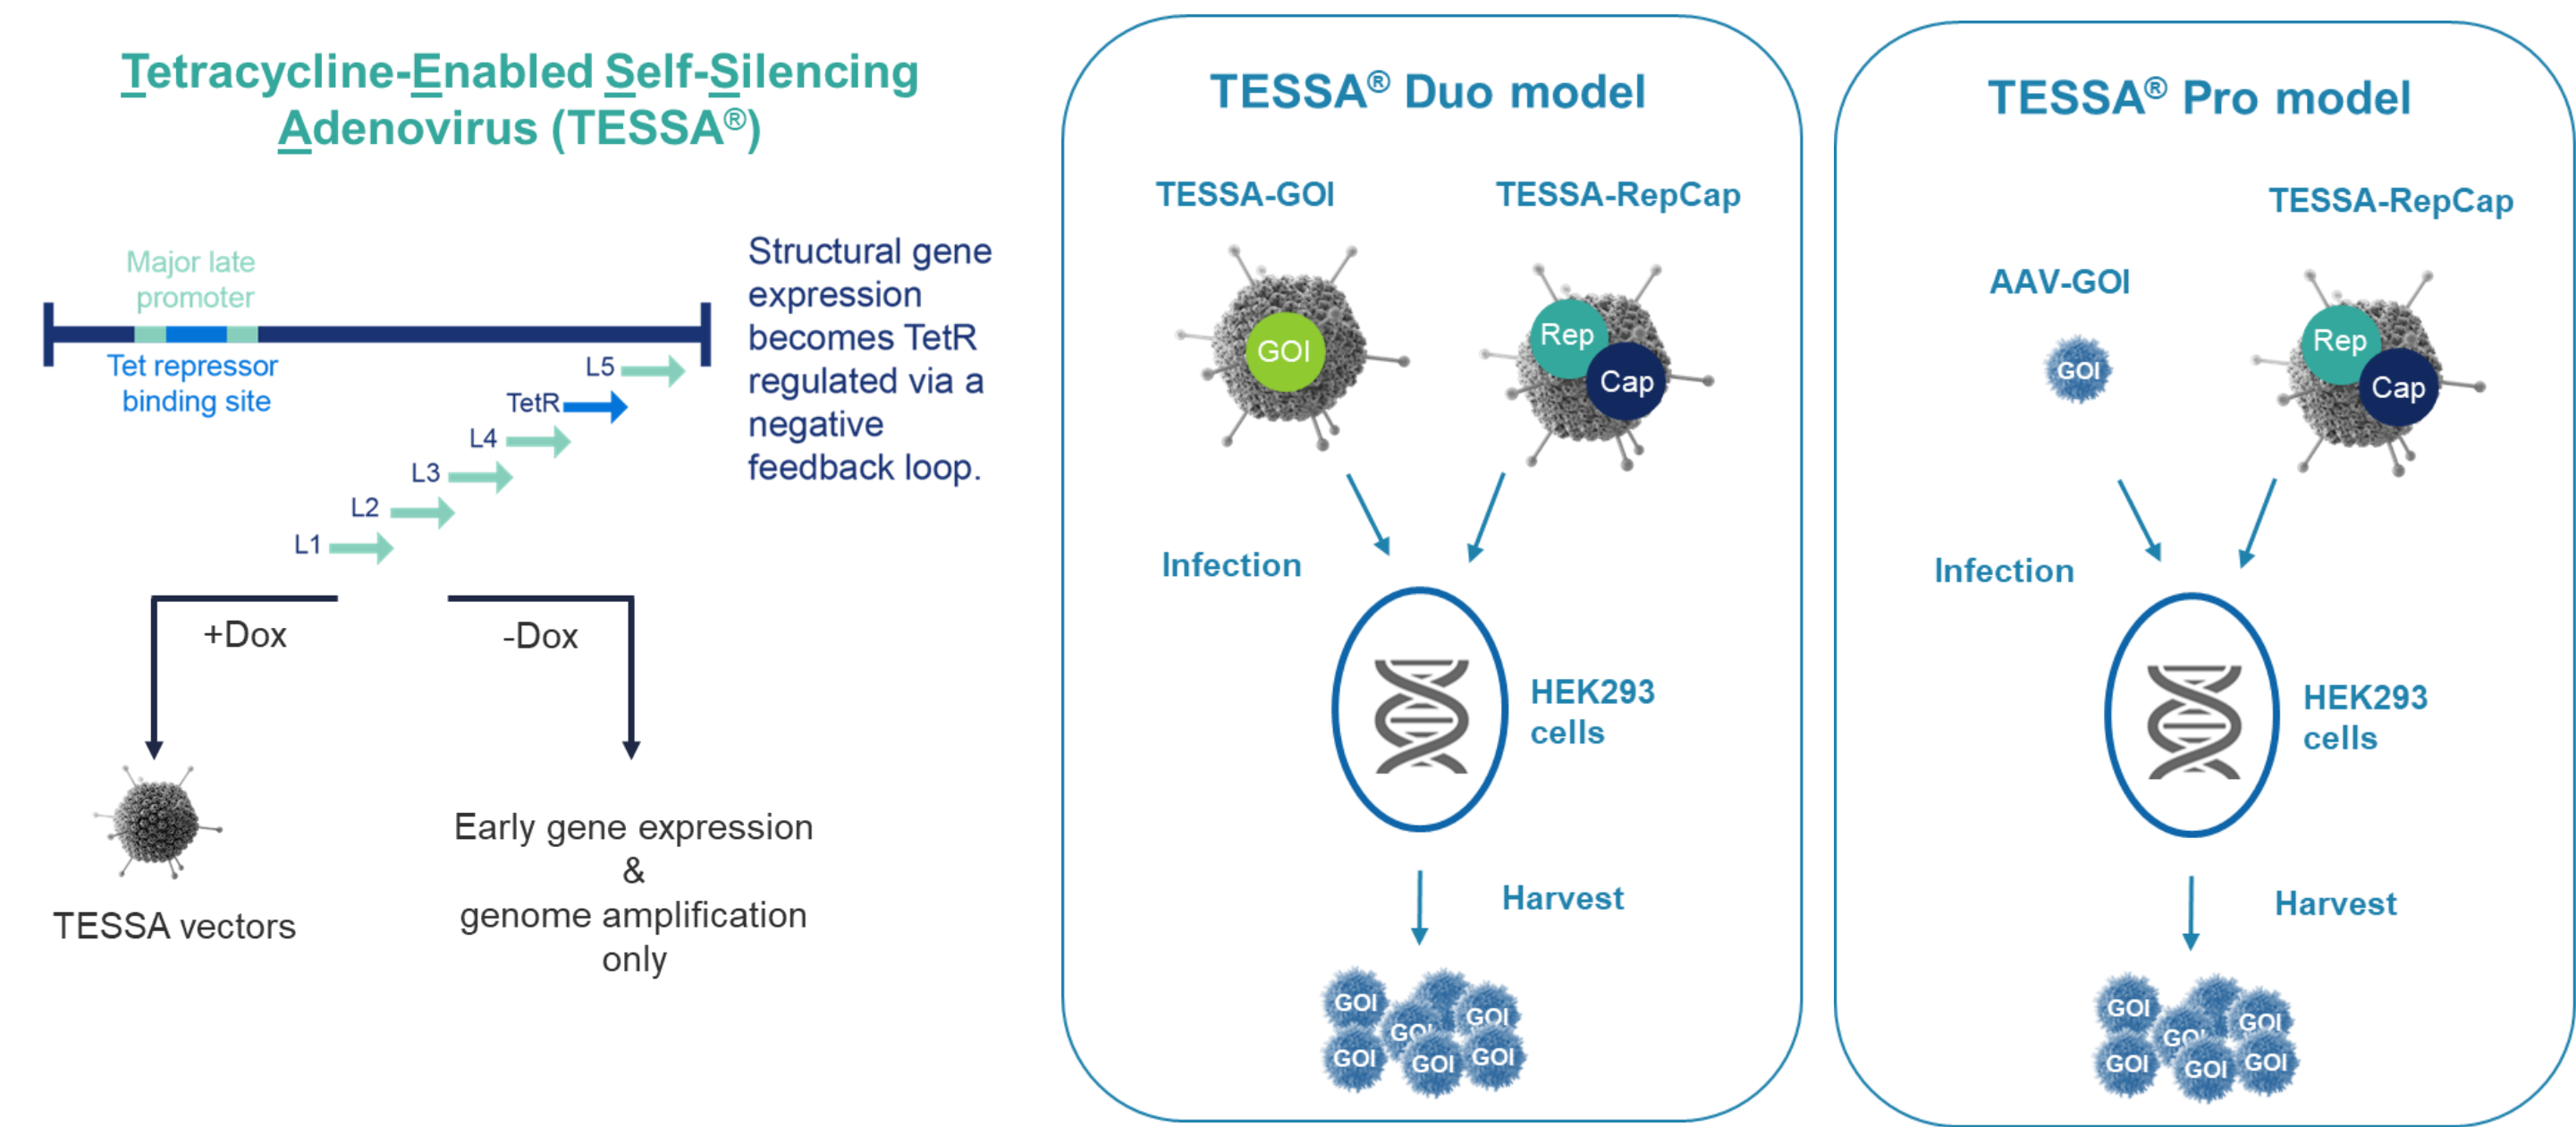 Tetracycline-Enabled Self-Silencing
Adenovirus (TESSA®)
Major late
promoter
Tet repressor
binding site
L5
TetR
L4
L3
L2
L1
Structural gene
expression
becomes TetR
regulated via a
negative
feedback loop.
+Dox
-Dox
TESSA vectors
Early gene expression
&
genome amplification
only
TESSA® Duo model
TESSA-GOI
TESSA-RepCap
GOI
Rep
Cap
Infection
HEK293
cells
Harvest
GOI
GOI
GOI
GOI
GOI
GOI
TESSA® Pro model
TESSA-RepCap
AAV-GOI
GOI
Rep
Cap
Infection
HEK293
cells
Harvest
GOI
GOI
GOI
GOI
GOI
GOI